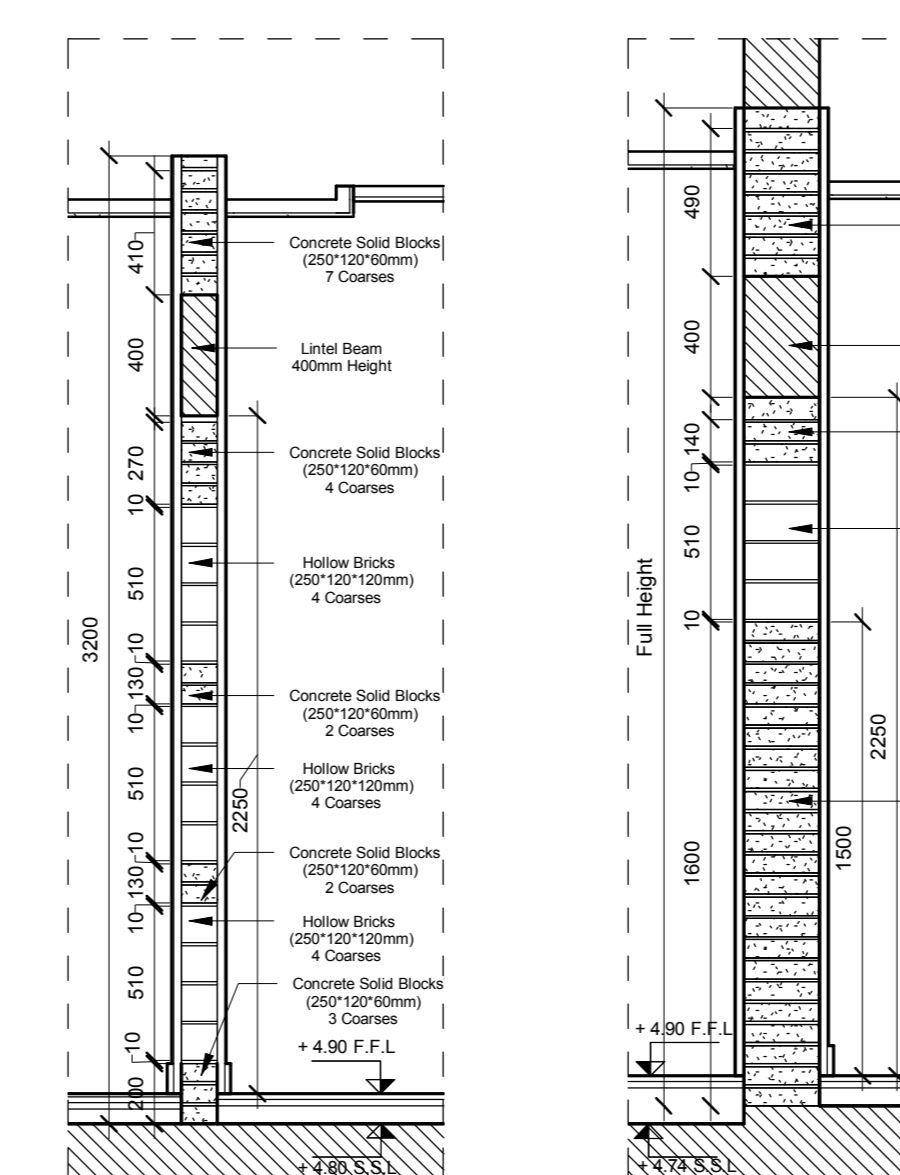 410
400
270
10
510
10
130
10
510
10
130
10
510
10
200
3200
2250
Concrete Solid Blocks
(250*120*60mm)
7 Coarses
Lintel Beam
400mm Height
Concrete Solid Blocks
(250*120*60mm)
4 Coarses
Hollow Bricks
(250*120*120mm)
4 Coarses
Concrete Solid Blocks
(250*120*60mm)
2 Coarses
Hollow Bricks
(250*120*120mm)
4 Coarses
Concrete Solid Blocks
(250*120*60mm)
2 Coarses
Hollow Bricks
(250*120*120mm)
4 Coarses
Concrete Solid Blocks
(250*120*60mm)
3 Coarses
+ 4.90 F.F.L
+ 4.80 S.S.L
490
400
140
10
510
10
1600
Full Height
2250
1500
+ 4.90 F.F.L
+ 4.74 S.S.L